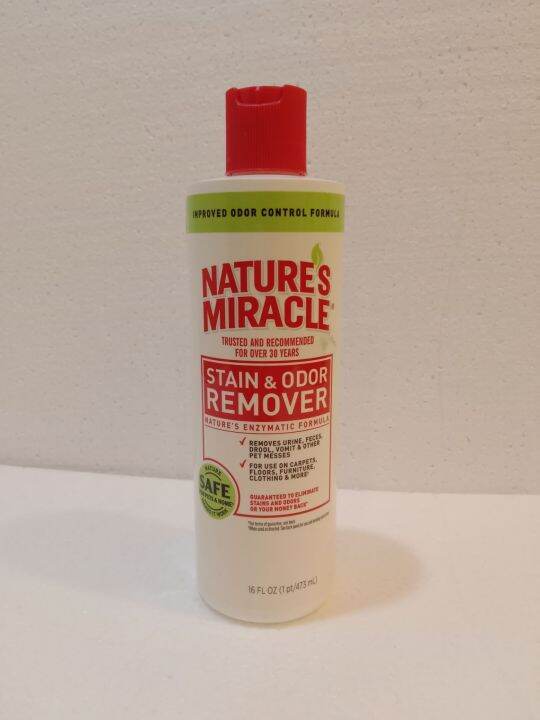 IMPROVED ODOR CONTROL FORMULA
NATURE'S
MIRACLE
TRUSTED AND RECOMMENDED
FOR OVER 30 YEARS
STAIN & ODOR
REMOVER
NATURE'S ENZYMATIC FORMULA
✓ REMOVES URINE, FECES,
DROOL, VOMIT & OTHER
PET MESSES
✓ FOR USE ON CARPETS,
FLOORS, FURNITURE,
CLOTHING & MORE*
SAFE
PETS & HOME
GUARANTEED TO ELIMINATE
STAINS AND ODORS
OR YOUR MONEY BACK*
16 FL OZ (1 pt/473 mL)